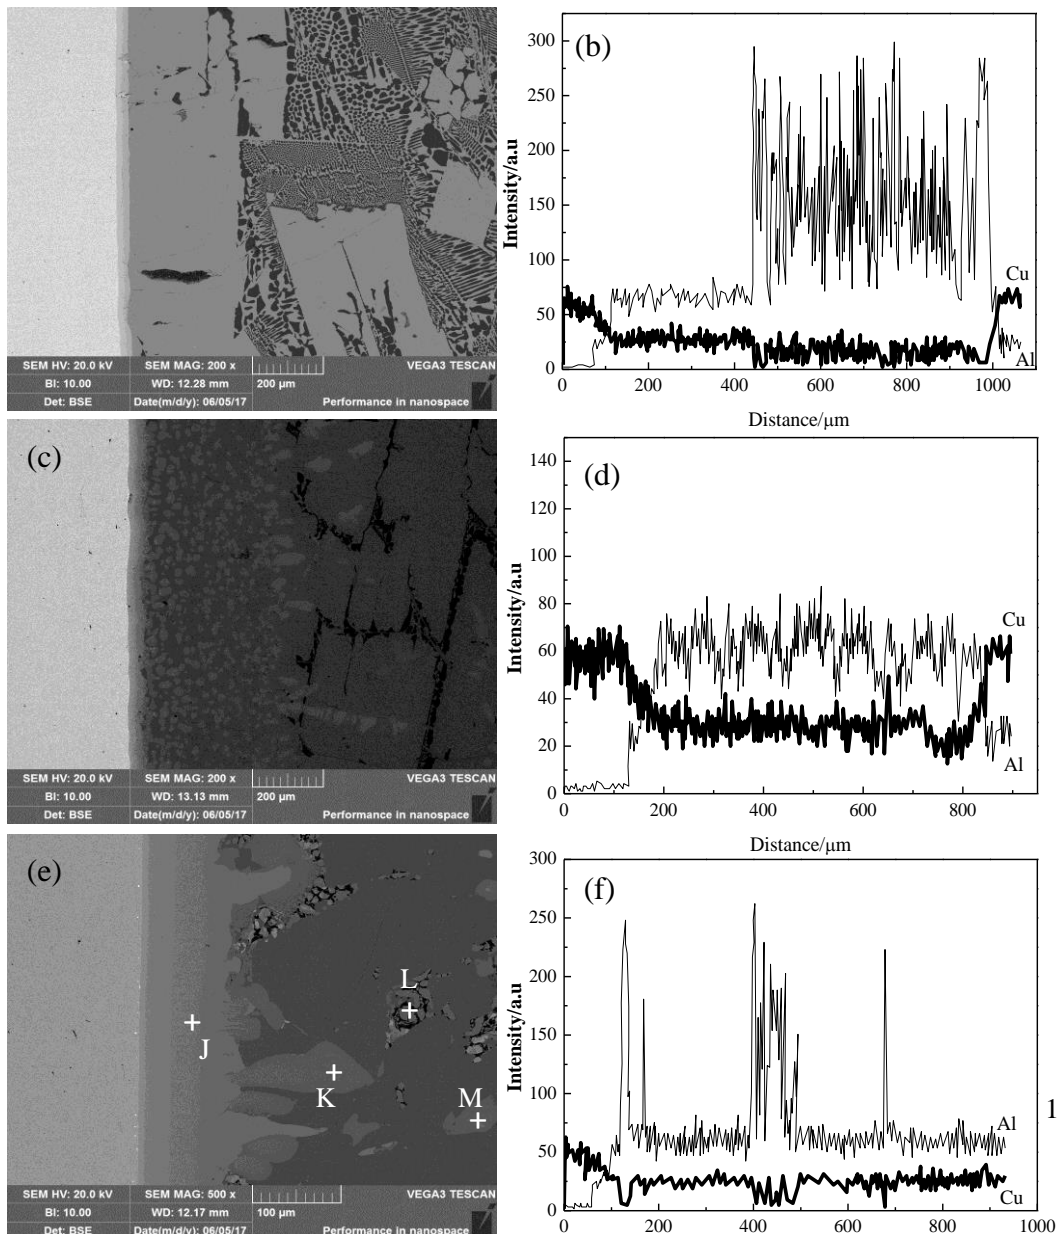 SEM HV: 20.0 kV SEM MAG: 200 x VEGA3 TESCAN
BI: 10.00 WD: 12.28 mm 200 µm
Det: BSE Date(m/d/y): 06/05/17 Performance in nanospace
(b)
300
250
200
150
100
50
0
Intensity/a.u
Cu
Al
0 200 400 600 800 1000
Distance/µm
(c)
SEM HV: 20.0 kV SEM MAG: 200 x VEGA3 TESCAN
BI: 10.00 WD: 13.13 mm 200 µm
Det: BSE Date(m/d/y): 06/05/17 Performance in nanospace
(d)
140
120
100
80
60
40
20
0
Intensity/a.u
Cu
Al
0 200 400 600 800
Distance/µm
(e)
J
K
L
M
SEM HV: 20.0 kV SEM MAG: 500 x VEGA3 TESCAN
BI: 10.00 WD: 12.17 mm 100 µm
Det: BSE Date(m/d/y): 06/05/17 Performance in nanospace
(f)
300
250
200
150
100
50
0
Intensity/a.u
Al
Cu
0 200 400 600 800 1000
1